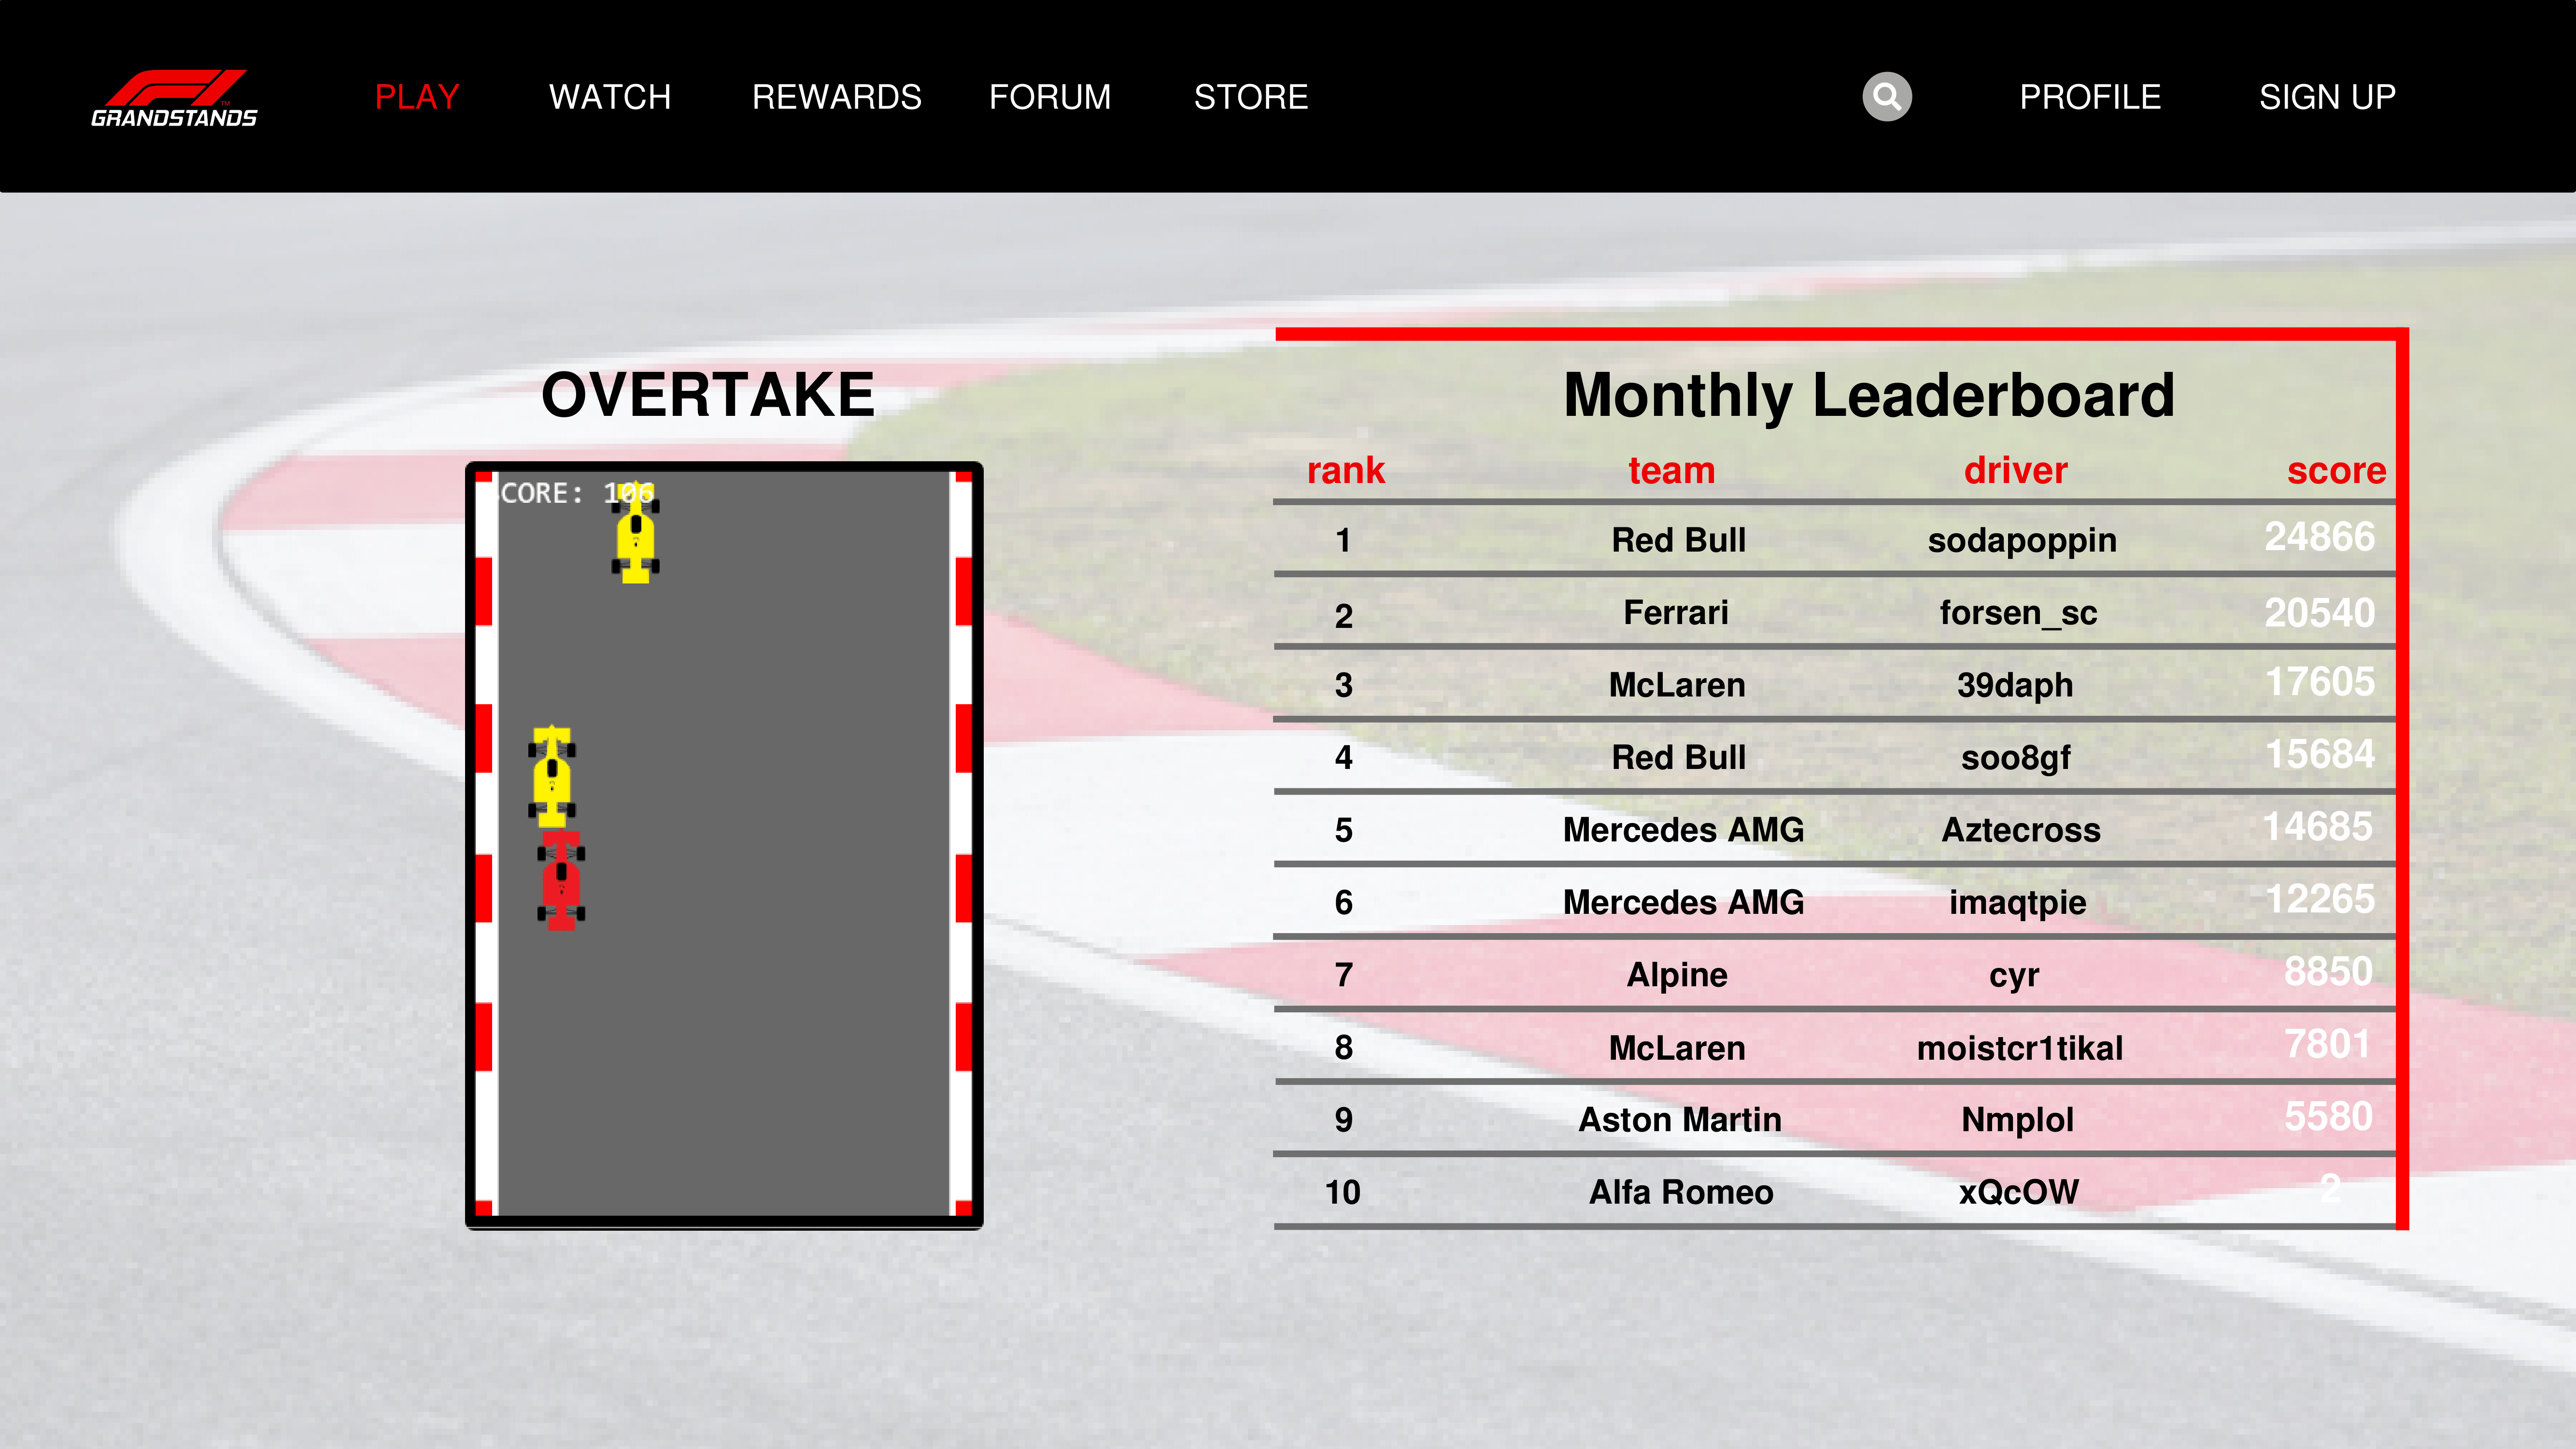 GRANDSTANDS PLAY WATCH REWARDS FORUM STORE PROFILE SIGN UP
OVERTAKE
SCORE: 106
Monthly Leaderboard
rank team driver score
1 Red Bull sodapoppin 24866
2 Ferrari forsen_sc 20540
3 McLaren 39daph 17605
4 Red Bull soo8gf 15684
5 Mercedes AMG Aztecross 14685
6 Mercedes AMG imaqtpie 12265
7 Alpine cyr 8850
8 McLaren moistcr1tikal 7801
9 Aston Martin Nmplol 5580
10 Alfa Romeo xQcOW 2